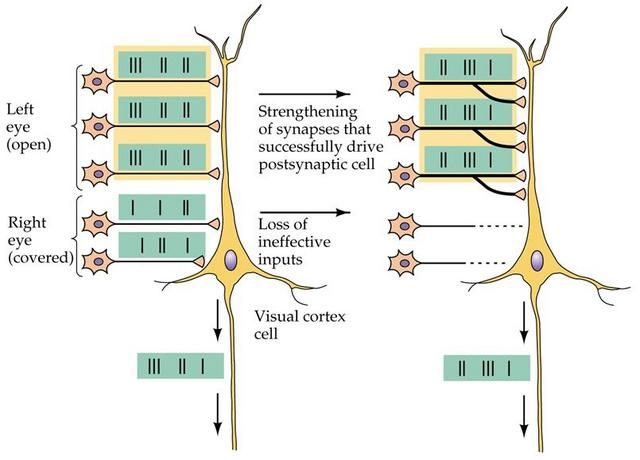 Left
eye
(open)
Right
eye
(covered)
Strengthening
of synapses that
successfully drive
postsynaptic cell
Loss of
ineffective
inputs
Visual cortex
cell